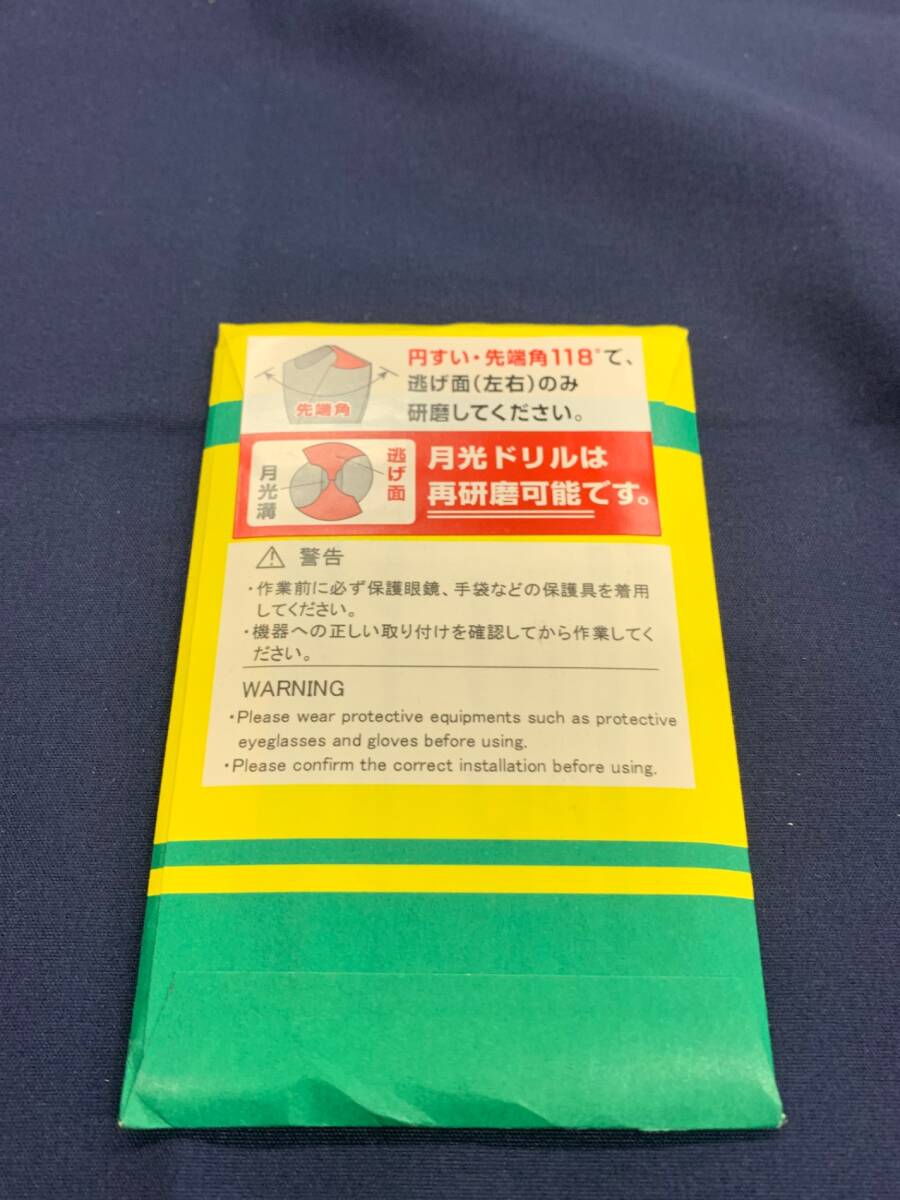 円すい・先端角118°で、
逃げ面(左右)のみ
研磨してください。
先端角
月光溝
逃げ面
月光ドリルは
再研磨可能です。
警告
・作業前に必ず保護眼鏡、手袋などの保護具を着用
してください。
・機器への正しい取り付けを確認してから作業してく
ださい。
WARNING
・Please wear protective equipments such as protective
eyeglasses and gloves before using.
・Please confirm the correct installation before using.